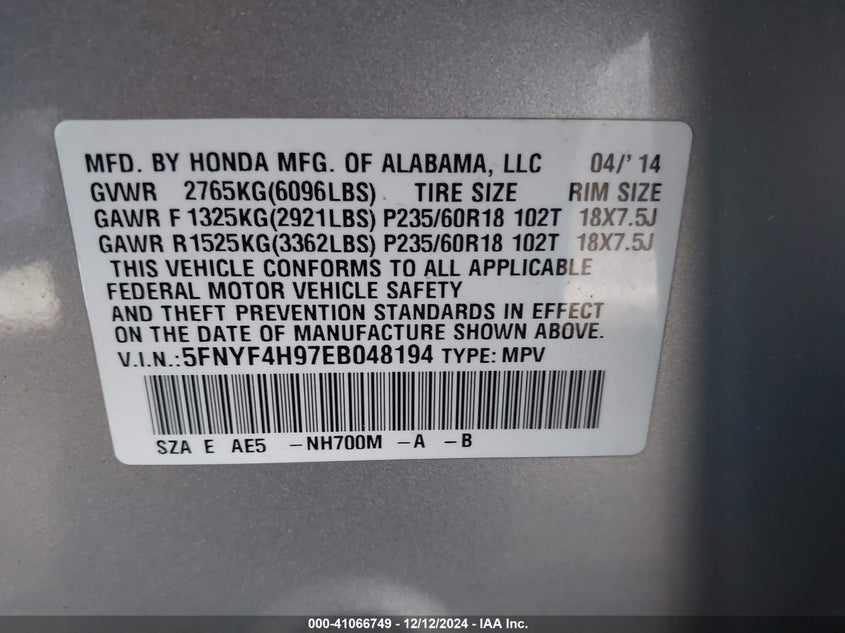 MFD. BY HONDA MFG. OF ALABAMA, LLC 04/' 14
GVWR 2765KG(6096LBS) TIRE SIZE RIM SIZE
GAWR F 1325KG(2921LBS) P235/60R18 102T 18X7.5J
GAWR R1525KG(3362LBS) P235/60R18 102T 18X7.5J
THIS VEHICLE CONFORMS TO ALL APPLICABLE
FEDERAL MOTOR VEHICLE SAFETY
AND THEFT PREVENTION STANDARDS IN EFFECT
ON THE DATE OF MANUFACTURE SHOWN ABOVE.
V.I.N.:5FNYF4H97EB048194 TYPE: MPV
SZA E AE5 -NH700M -A -B
000-41066749 - 12/12/2024 - IAA Inc.